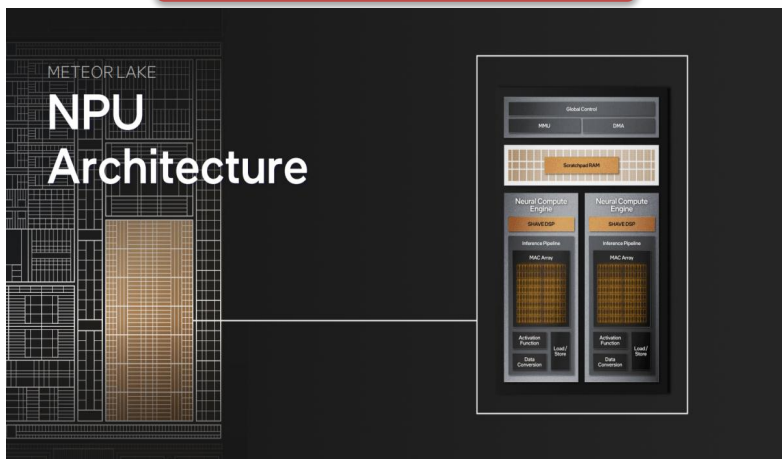 METEOR LAKE
NPU
Architecture
Global Control
MMU
DMA
Scratchpad RAM
Neural Compute
Engine
SHAVE DSP
Inference Pipeline
MAC Array
Activation
Function
Load /
Store
Data
Conversion
Neural Compute
Engine
SHAVE DSP
Inference Pipeline
MAC Array
Activation
Function
Load /
Store
Data
Conversion